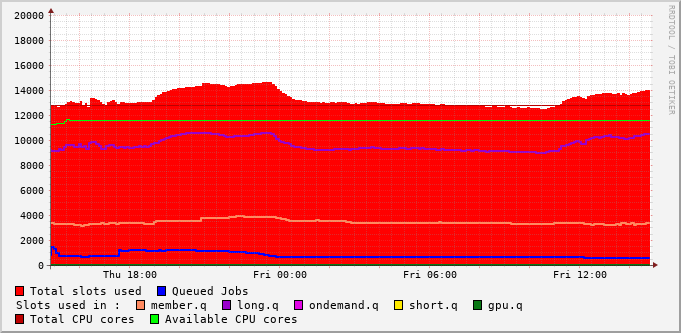 20000
18000
16000
14000
12000
10000
8000
6000
4000
2000
0
Thu 18:00 Fri 00:00 Fri 06:00 Fri 12:00
RRDTOOL / TOBI OETIKER
Total slots used Queued Jobs
Slots used in : member.q long.q ondemand.q short.q gpu.q
Total CPU cores Available CPU cores